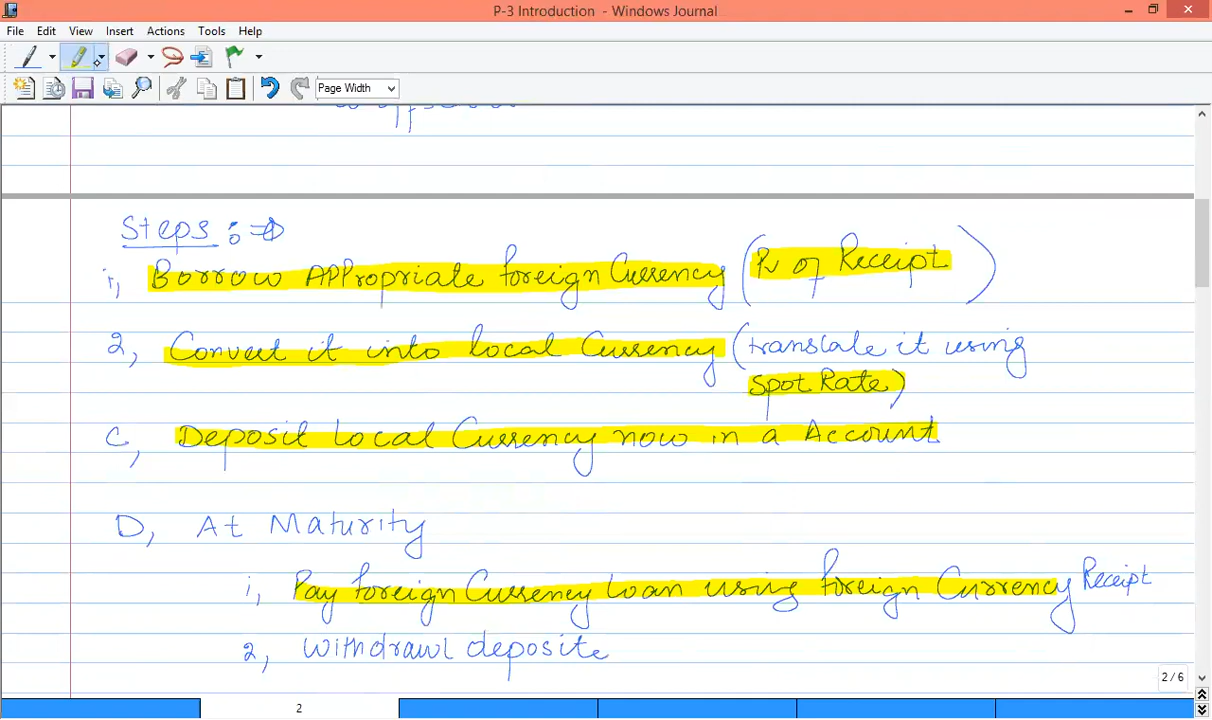 P-3 Introduction - Windows Journal
File Edit View Insert Actions Tools Help
Page Width
Steps :→
i, Borrow Appropriate foreign Currency (Pv of Receipt)
2, Convert it into local Currency (translate it using
Spot Rate)
C, Deposit Local Currency now in a Account
D, At Maturity
i, Pay foreign Currency Loan using foreign Currency Receipt
2, Withdrawl deposite
2 / 6
2